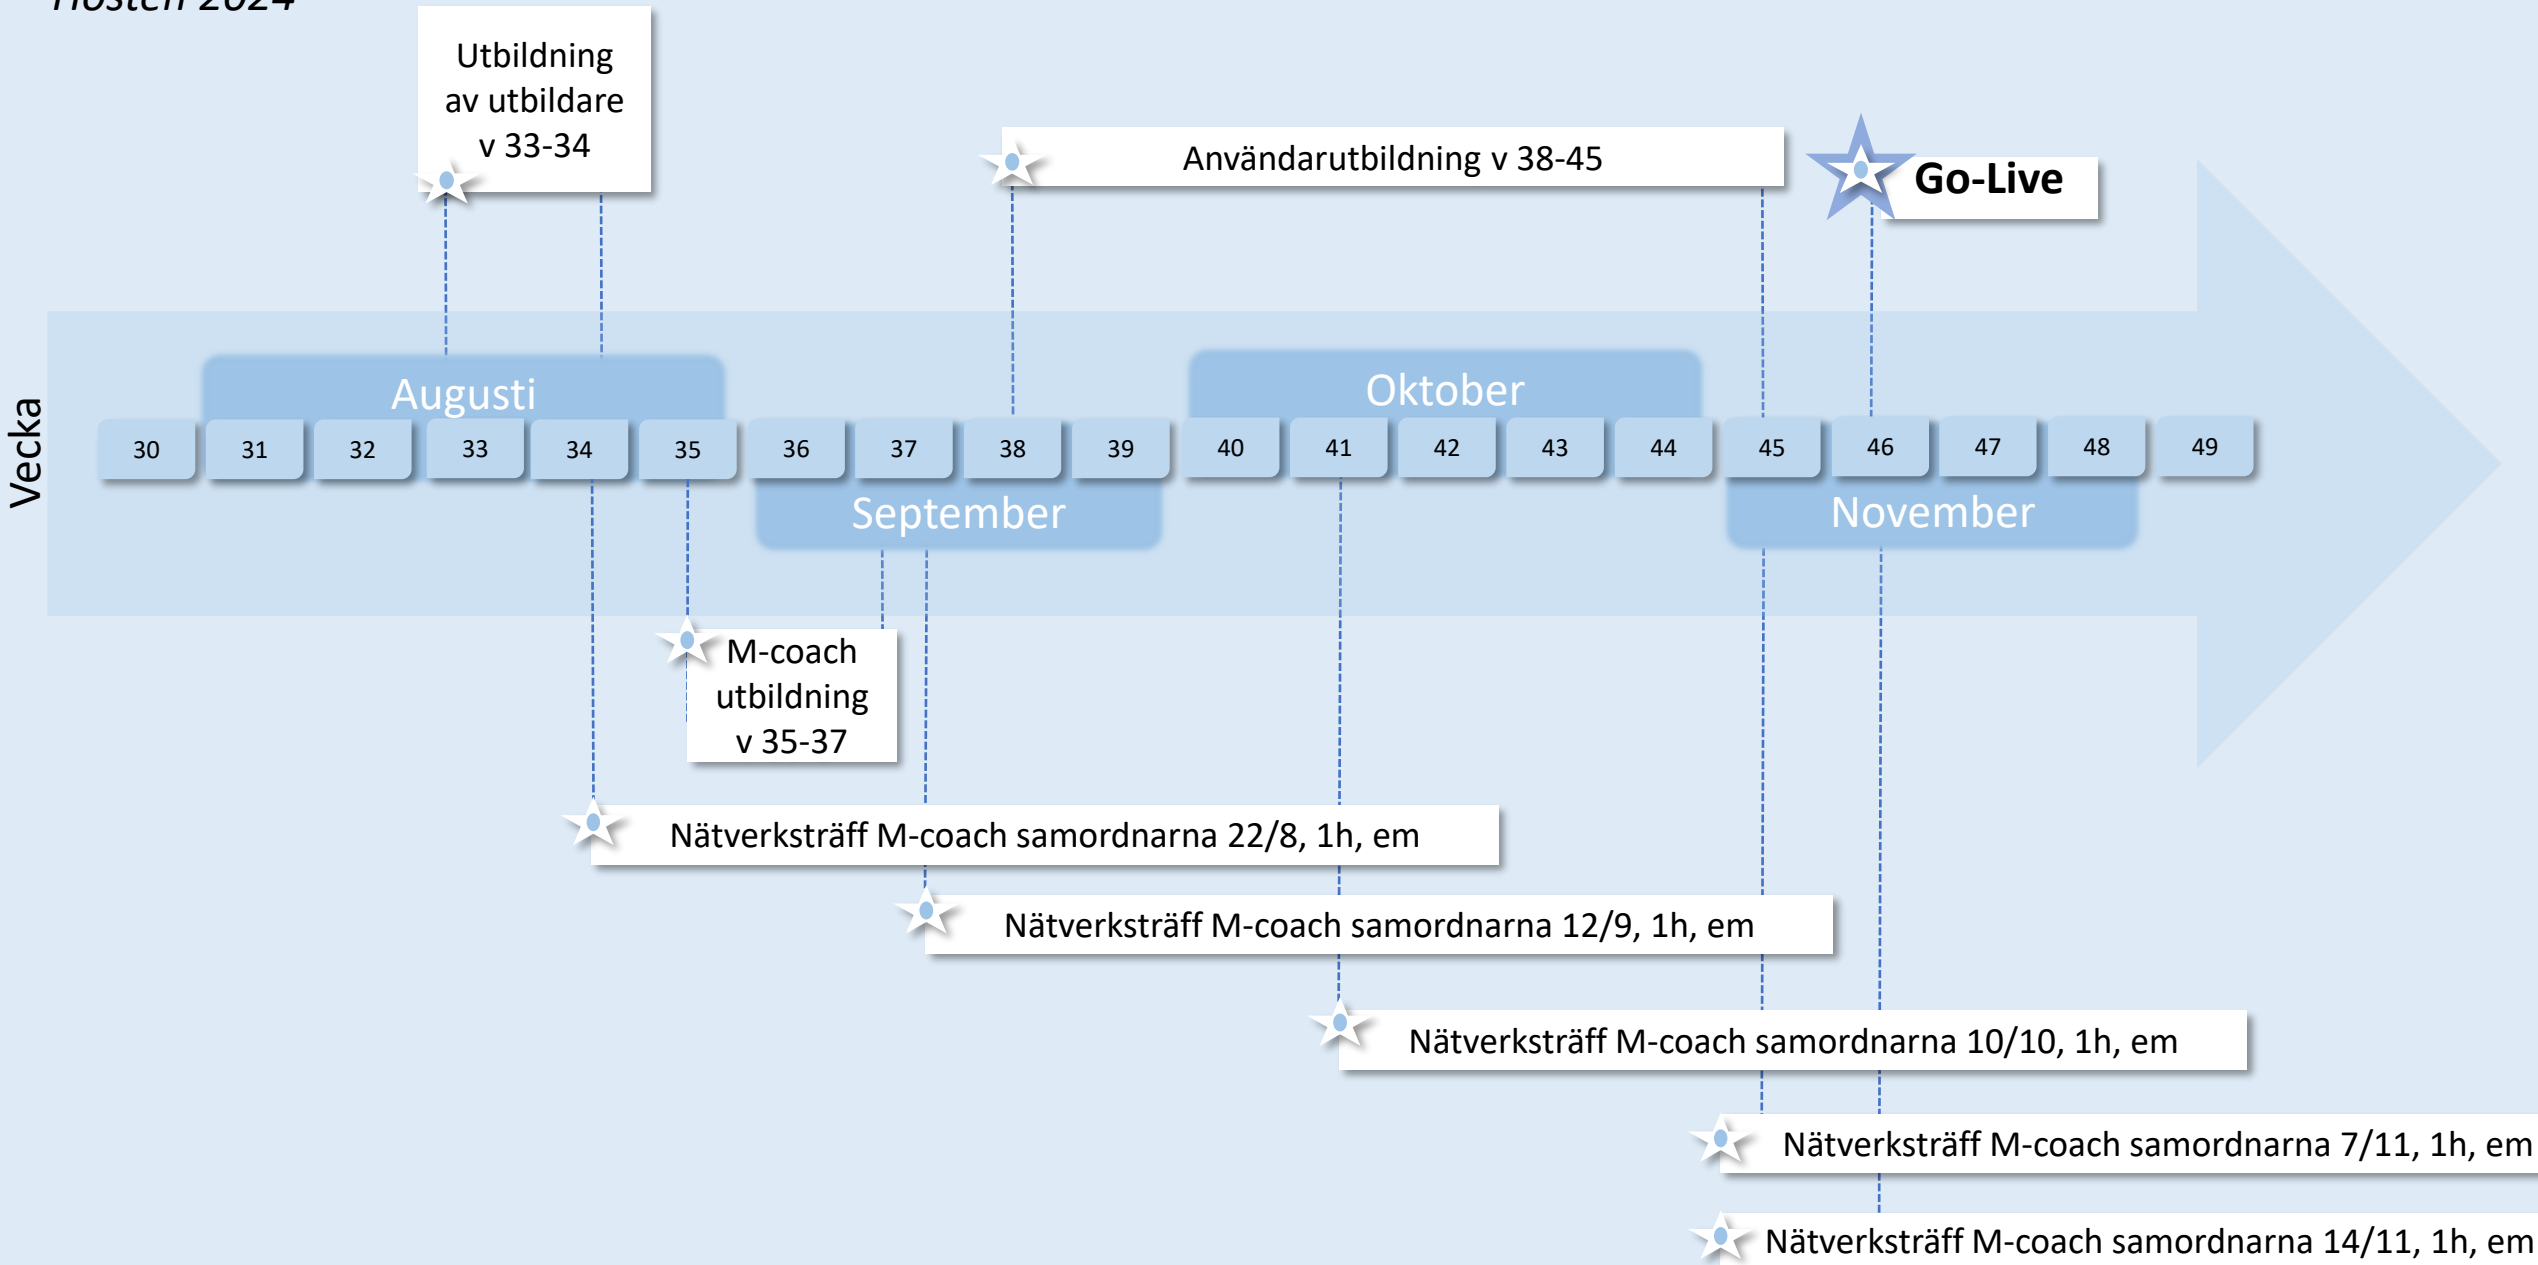 Hösten 2024
Utbildning
av utbildare
v 33-34
Användarutbildning v 38-45
Go-Live
Vecka
Augusti
Oktober
30 31 32 33 34 35 36 37 38 39 40 41 42 43 44 45 46 47 48 49
September
November
M-coach
utbildning
v 35-37
Nätverksträff M-coach samordnarna 22/8, 1h, em
Nätverksträff M-coach samordnarna 12/9, 1h, em
Nätverksträff M-coach samordnarna 10/10, 1h, em
Nätverksträff M-coach samordnarna 7/11, 1h, em
Nätverksträff M-coach samordnarna 14/11, 1h, em